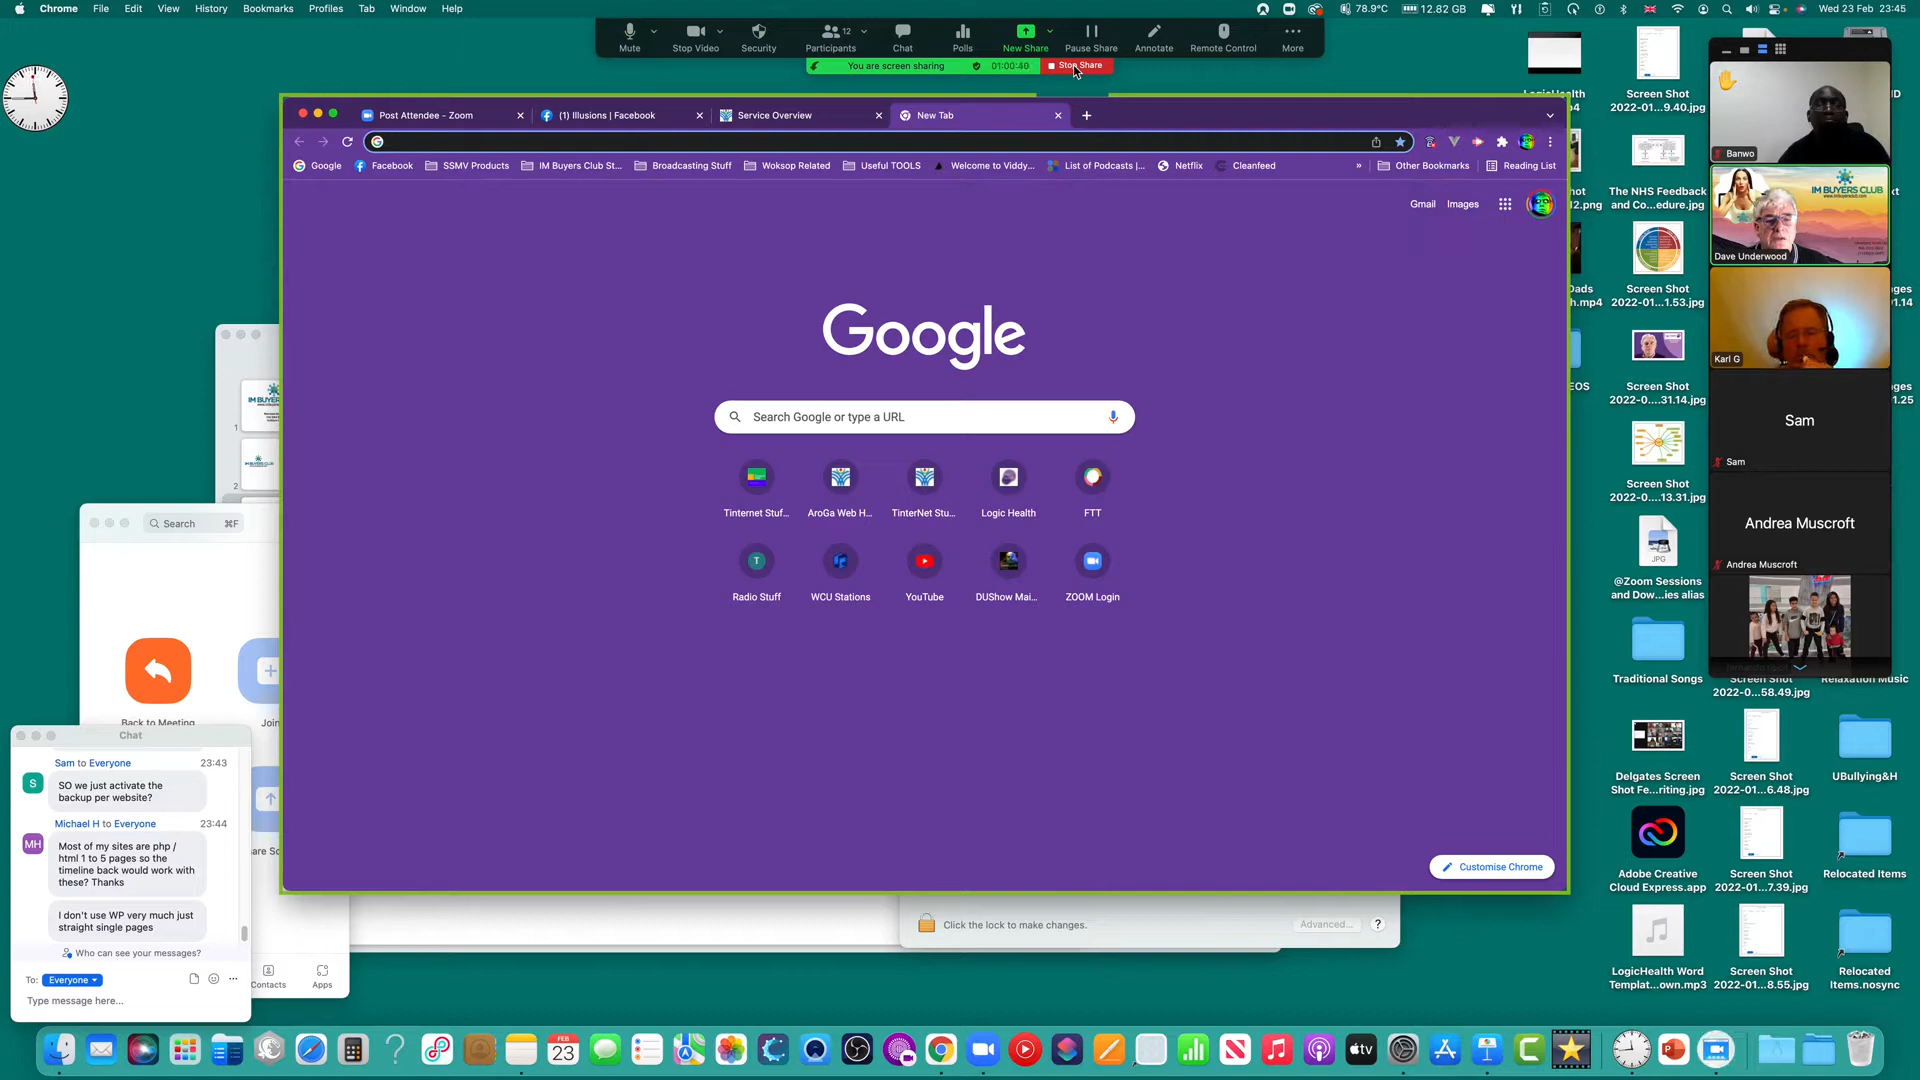 Chrome File Edit View History Bookmarks Profiles Tab Window Help
78.9°C 12.82 GB Wed 23 Feb 23:45
Mute Stop Video Security Participants 12 Chat Polls New Share Pause Share Annotate Remote Control More
You are screen sharing 01:00:40 Stop Share
Post Attendee - Zoom
(1) Illusions | Facebook
Service Overview
New Tab
Google Facebook SSMV Products IM Buyers Club St... Broadcasting Stuff Woksop Related Useful TOOLS Welcome to Viddy... List of Podcasts |... Netflix Cleanfeed » Other Bookmarks Reading List
Gmail Images
Google
Search Google or type a URL
Tinternet Stuf... AroGa Web H... TinterNet Stu... Logic Health FTT
T
Radio Stuff WCU Stations YouTube DUShow Mai... ZOOM Login
Customise Chrome
Click the lock to make changes. Advanced... ?
1
2
Search ⌘F
Back to Meeting
Contacts Apps
Chat
Sam to Everyone 23:43
S
SO we just activate the
backup per website?
Michael H to Everyone 23:44
MH
Most of my sites are php /
html 1 to 5 pages so the
timeline back would work with
these? Thanks
I don't use WP very much just
straight single pages
Who can see your messages?
To: Everyone
Type message here...
Banwo
IM BUYERS CLUB
www.imbuyersclub.com
Dave Underwood
Karl G
Sam
Sam
Andrea Muscroft
Andrea Muscroft
Screen Shot
2022-01...9.40.jpg
The NHS Feedback
and Co...edure.jpg
Screen Shot
2022-01...1.53.jpg
Screen Shot
2022-0....31.14.jpg
Screen Shot
2022-0....13.31.jpg
JPG
@Zoom Sessions
and Dow...ies alias
Traditional Songs
Screen Shot
2022-0...58.49.jpg
Relaxation Music
Delgates Screen
Shot Fe...riting.jpg
Screen Shot
2022-01...6.48.jpg
UBullying&H
Adobe Creative
Cloud Express.app
Screen Shot
2022-01...7.39.jpg
Relocated Items
LogicHealth Word
Templat...own.mp3
Screen Shot
2022-01...8.55.jpg
Relocated
Items.nosync
FEB
23
tv